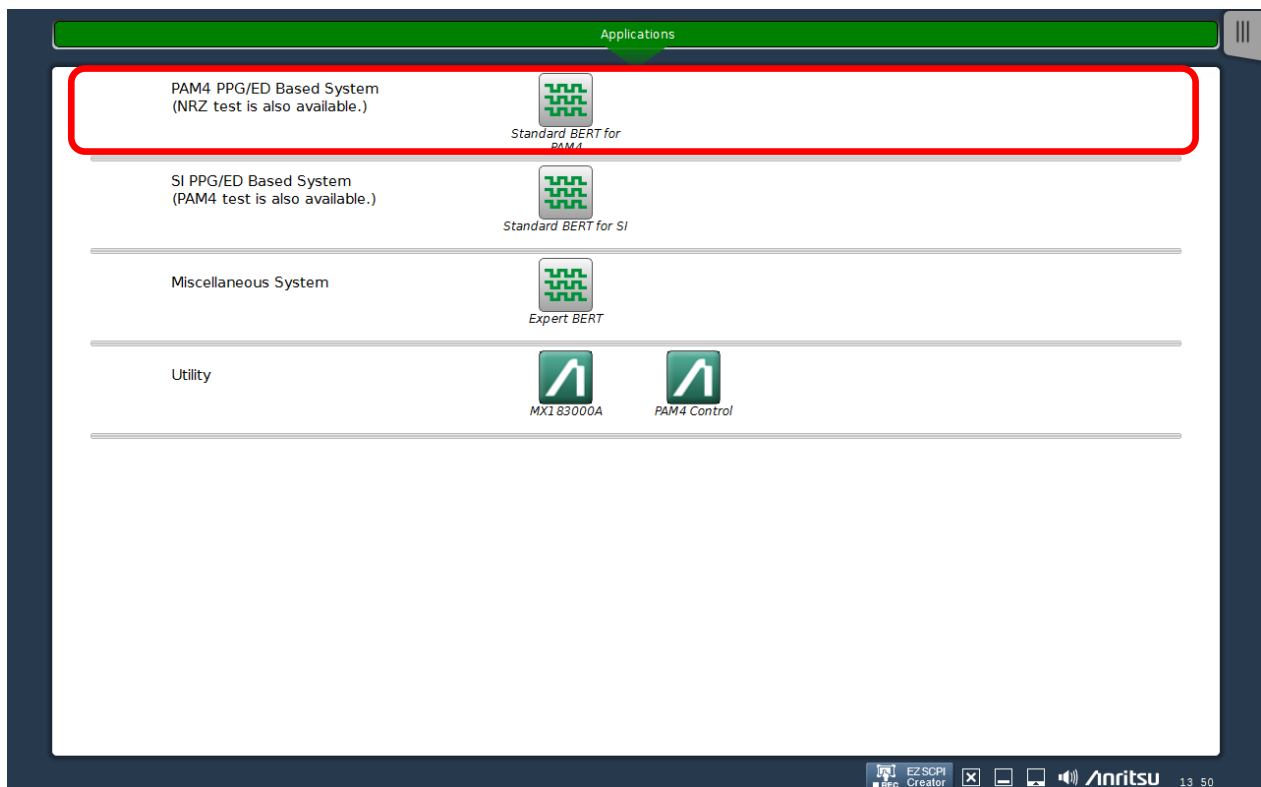 Applications
PAM4 PPG/ED Based System
(NRZ test is also available.)
Standard BERT for
PAM4
SI PPG/ED Based System
(PAM4 test is also available.)
Standard BERT for SI
Miscellaneous System
Expert BERT
Utility
MX183000A
PAM4 Control
EZ SCPI
REC Creator
Anritsu
13 50